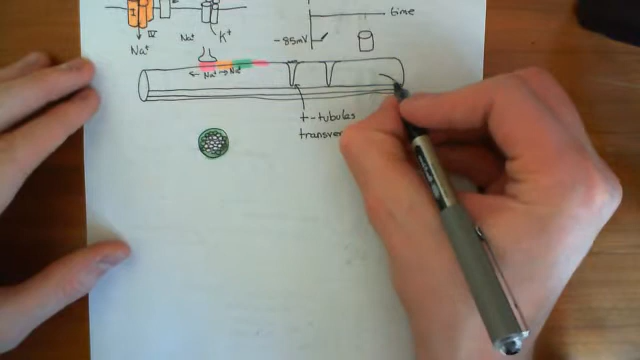 I
IV
Na⁺
Na⁺
K⁺
time
-85mV
← Na⁺ → Na⁺
t-tubules
transver